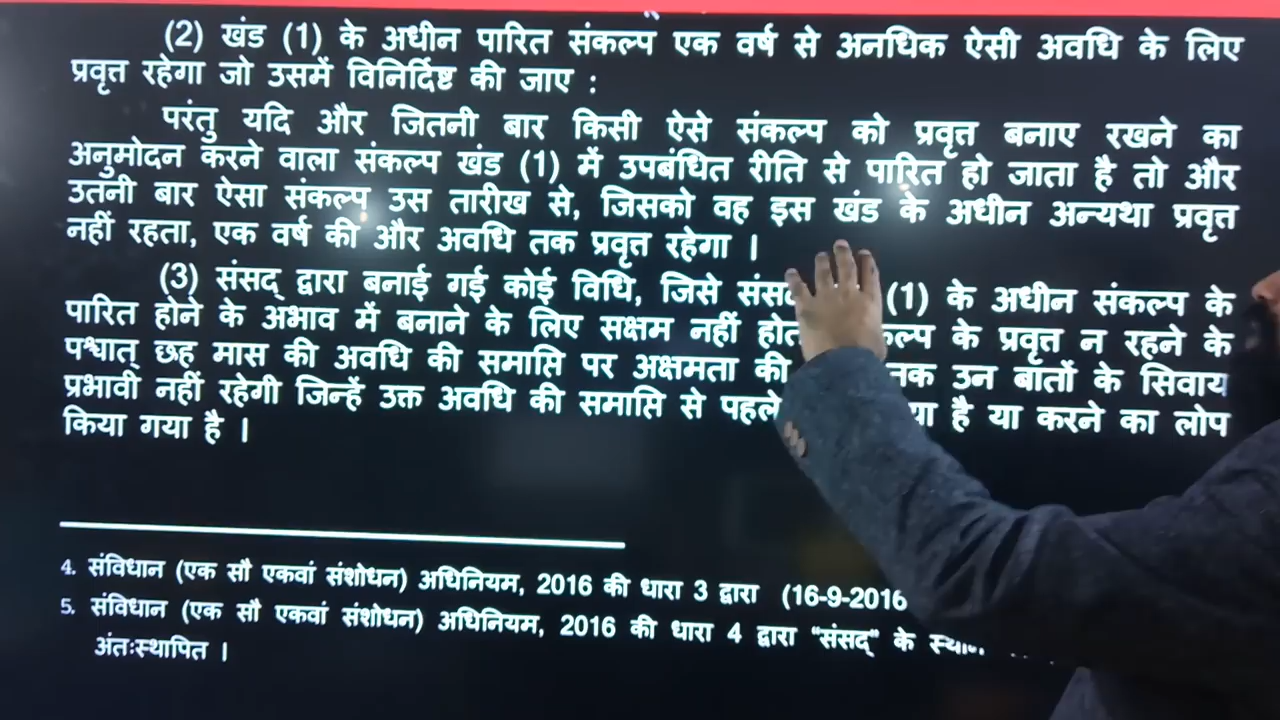 (2) खंड (1) के अधीन पारित संकल्प एक वर्ष से अनधिक ऐसी अवधि के लिए
प्रवृत्त रहेगा जो उसमें विनिर्दिष्ट की जाए :
परंतु यदि और जितनी बार किसी ऐसे संकल्प को प्रवृत्त बनाए रखने का
अनुमोदन करने वाला संकल्प खंड (1) में उपबंधित रीति से पारित हो जाता है तो और
उतनी बार ऐसा संकल्प उस तारीख से, जिसको वह इस खंड के अधीन अन्यथा प्रवृत्त
नहीं रहता, एक वर्ष की और अवधि तक प्रवृत्त रहेगा ।
(3) संसद् द्वारा बनाई गई कोई विधि, जिसे (1) के अधीन संकल्प के
पारित होने के अभाव में बनाने के लिए सक्षम नहीं के प्रवृत्त न रहने के
पश्चात् छह मास की अवधि की समाप्ति पर अक्षमता की उन बातों के सिवाय
प्रभावी नहीं रहेगी जिन्हें उक्त अवधि की समाप्ति से पहले है या करने का लोप
किया गया है ।
4. संविधान (एक सौ एकवां संशोधन) अधिनियम, 2016 की धारा 3 द्वारा (16-9-2016
5. संविधान (एक सौ एकवां संशोधन) अधिनियम, 2016 की धारा 4 द्वारा “संसद्” के
अंतःस्थापित ।